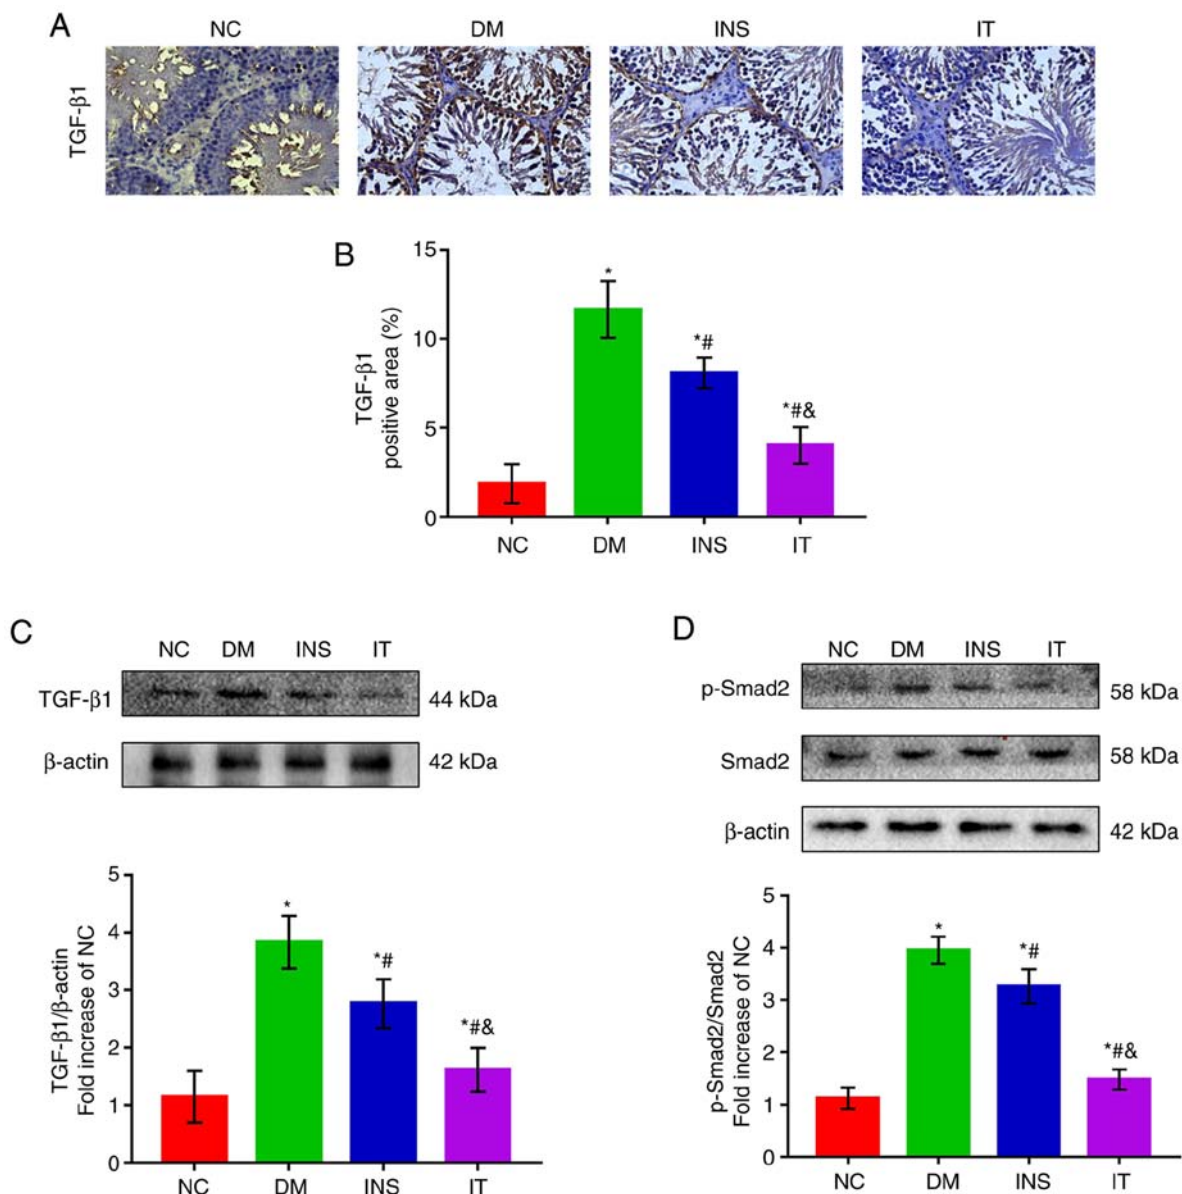 A
NC DM INS IT
TGF-β1
B
TGF-β1
positive area (%)
15
10
5
0
*
*#
*#&
NC DM INS IT
C
NC DM INS IT
TGF-β1 44 kDa
β-actin 42 kDa
TGF-β1/β-actin
Fold increase of NC
5
4
3
2
1
0
*
*#
*#&
NC DM INS IT
D
NC DM INS IT
p-Smad2 58 kDa
Smad2 58 kDa
β-actin 42 kDa
p-Smad2/Smad2
Fold increase of NC
5
4
3
2
1
0
*
*#
*#&
NC DM INS IT